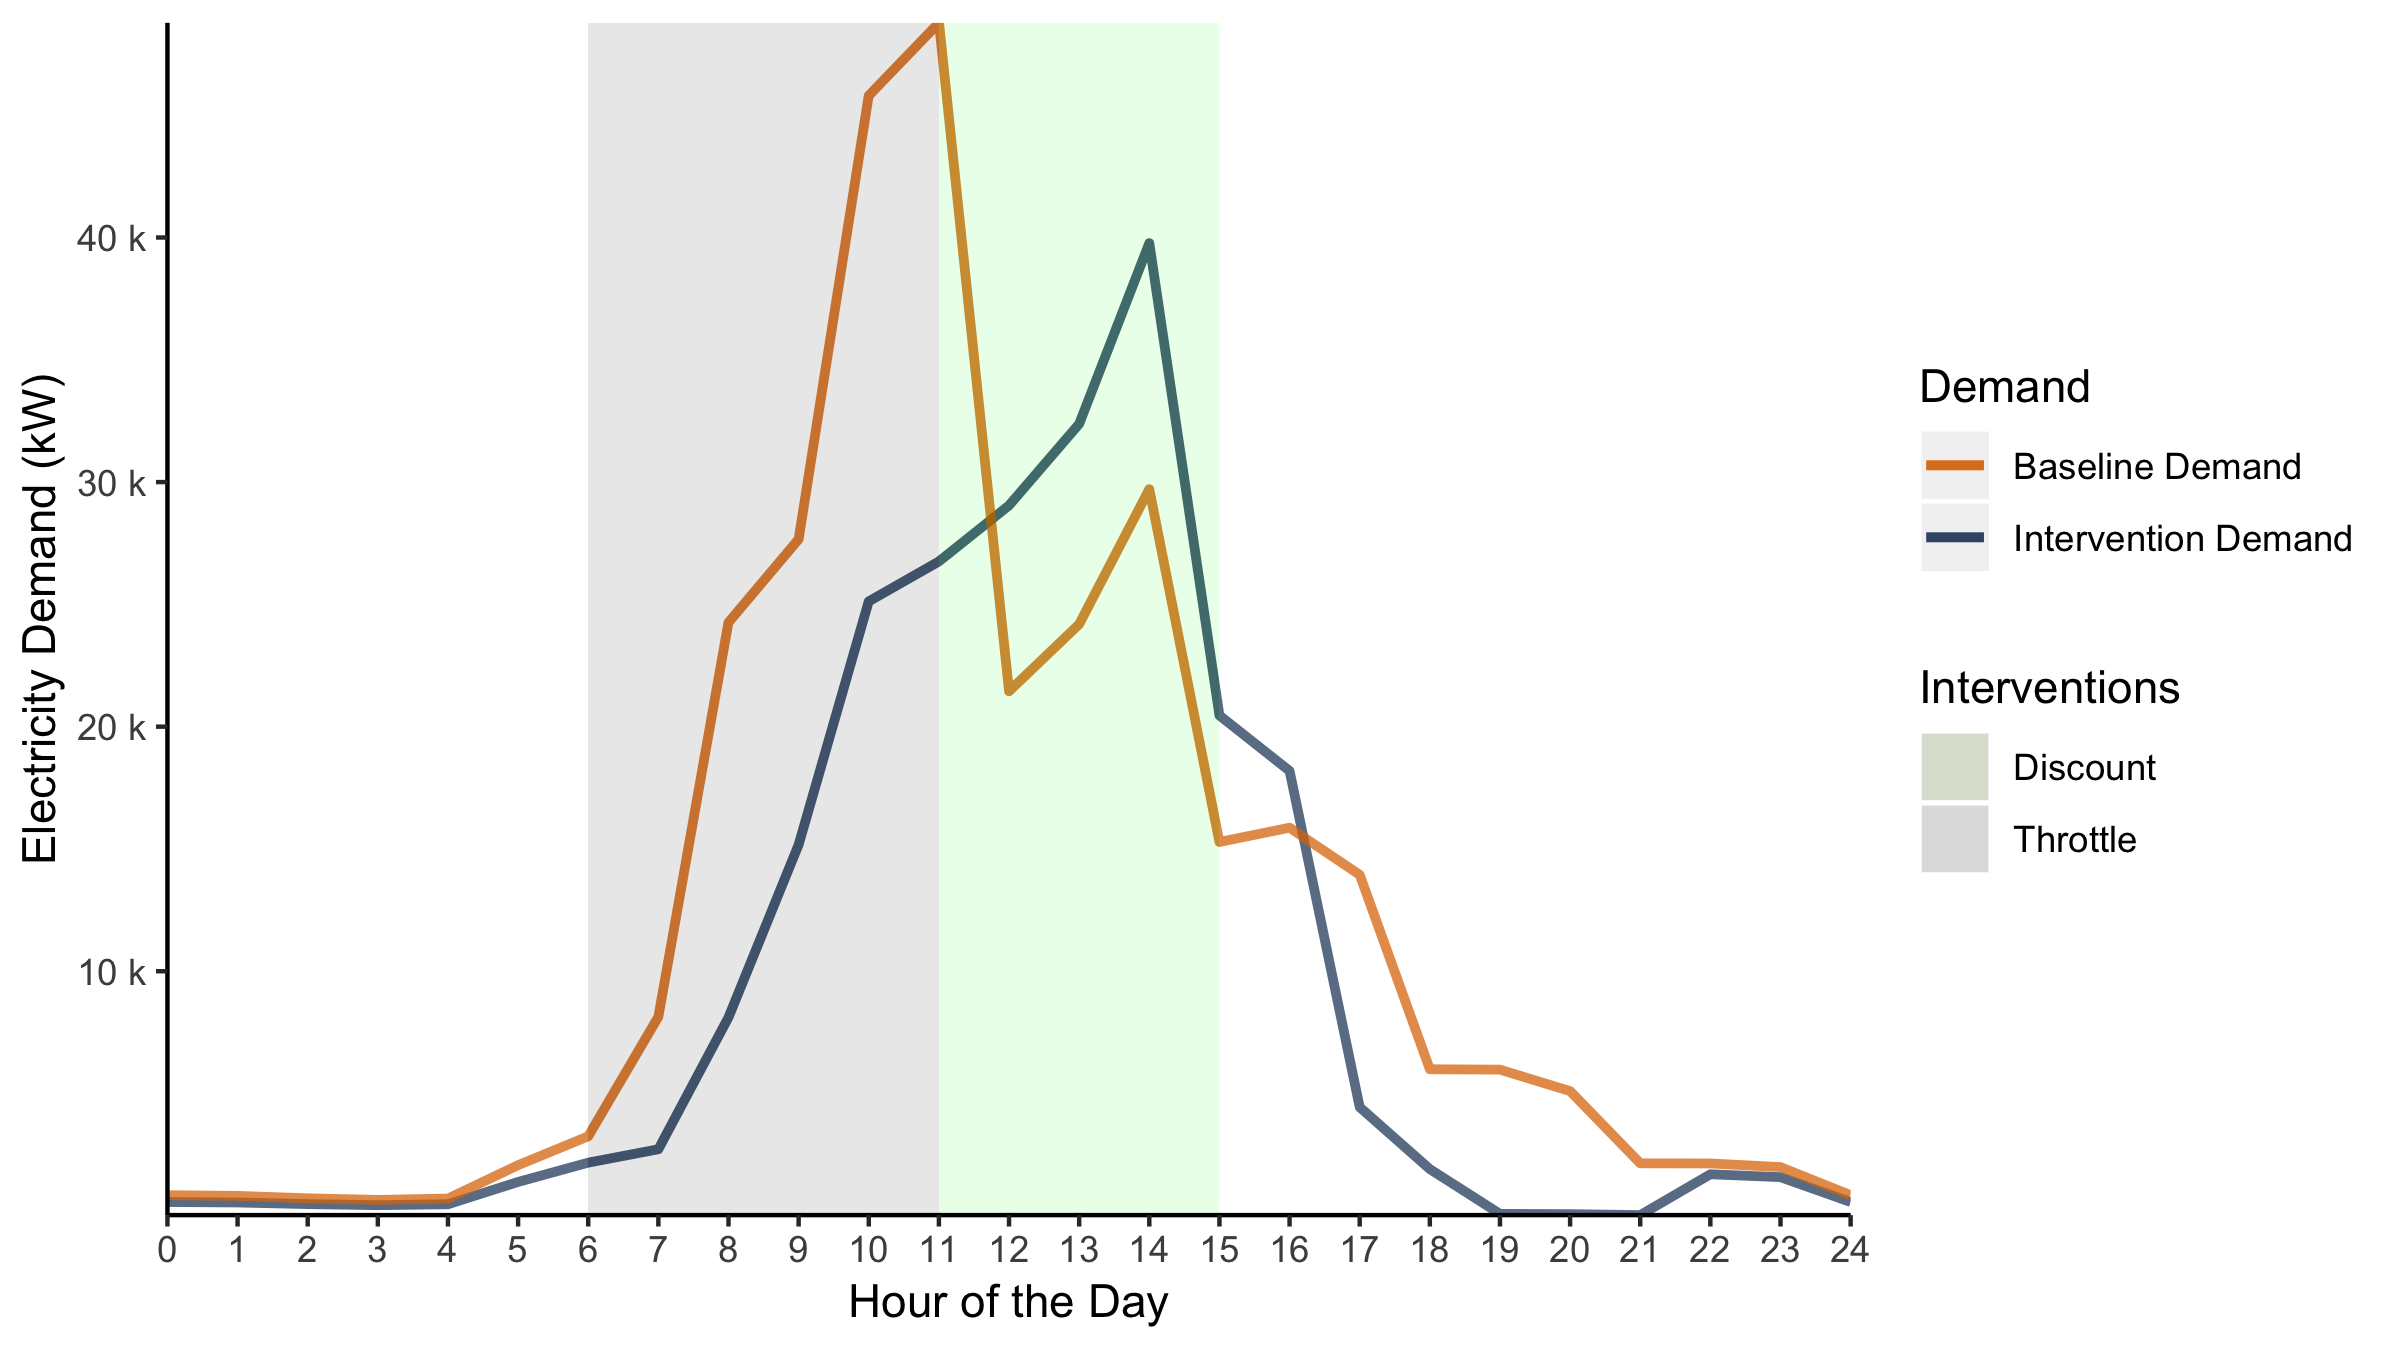 Electricity Demand (kW)
40 k
30 k
20 k
10 k
0 1 2 3 4 5 6 7 8 9 10 11 12 13 14 15 16 17 18 19 20 21 22 23 24
Hour of the Day
Demand
Baseline Demand
Intervention Demand
Interventions
Discount
Throttle